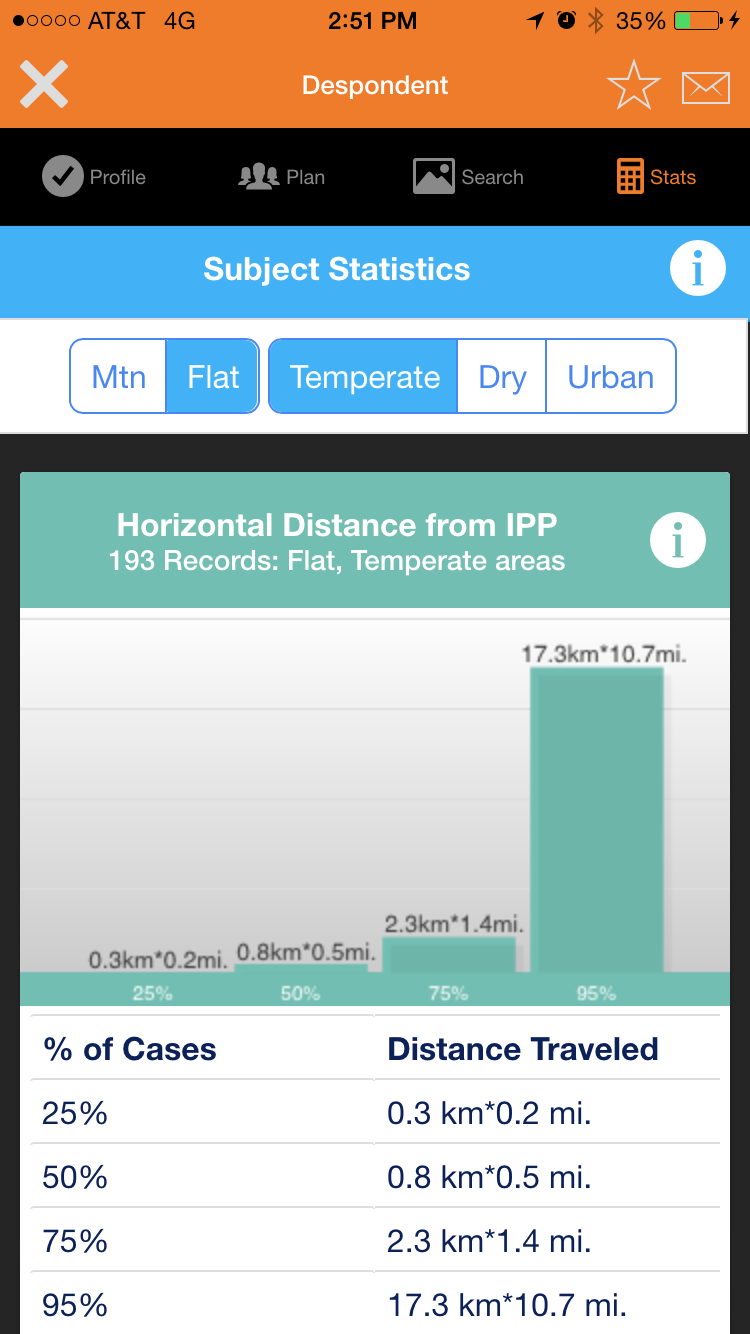 AT&T 4G 2:51 PM 35%
Despondent
Profile Plan Search Stats
Subject Statistics i
Mtn Flat Temperate Dry Urban
Horizontal Distance from IPP
193 Records: Flat, Temperate areas
i
17.3km*10.7mi.
2.3km*1.4mi.
0.3km*0.2mi. 0.8km*0.5mi.
25% 50% 75% 95%
% of Cases Distance Traveled
25% 0.3 km*0.2 mi.
50% 0.8 km*0.5 mi.
75% 2.3 km*1.4 mi.
95% 17.3 km*10.7 mi.